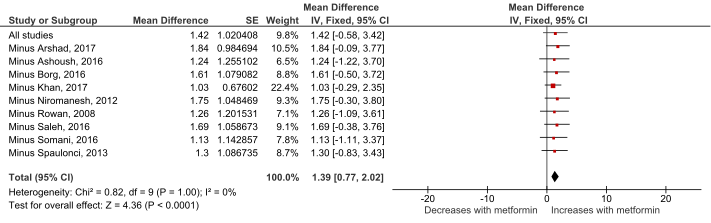 Mean Difference Mean Difference
Study or Subgroup Mean Difference SE Weight IV, Fixed, 95% CI IV, Fixed, 95% CI
All studies 1.42 1.020408 9.8% 1.42 [-0.58, 3.42]
Minus Arshad, 2017 1.84 0.984694 10.5% 1.84 [-0.09, 3.77]
Minus Ashoush, 2016 1.24 1.255102 6.5% 1.24 [-1.22, 3.70]
Minus Borg, 2016 1.61 1.079082 8.8% 1.61 [-0.50, 3.72]
Minus Khan, 2017 1.03 0.67602 22.4% 1.03 [-0.29, 2.35]
Minus Niromanesh, 2012 1.75 1.048469 9.3% 1.75 [-0.30, 3.80]
Minus Rowan, 2008 1.26 1.201531 7.1% 1.26 [-1.09, 3.61]
Minus Saleh, 2016 1.69 1.058673 9.1% 1.69 [-0.38, 3.76]
Minus Somani, 2016 1.13 1.142857 7.8% 1.13 [-1.11, 3.37]
Minus Spaulonci, 2013 1.3 1.086735 8.7% 1.30 [-0.83, 3.43]
Total (95% CI) 100.0% 1.39 [0.77, 2.02]
Heterogeneity: Chi² = 0.82, df = 9 (P = 1.00); I² = 0%
Test for overall effect: Z = 4.36 (P < 0.0001)
-20 -10 0 10 20
Decreases with metformin Increases with metformin